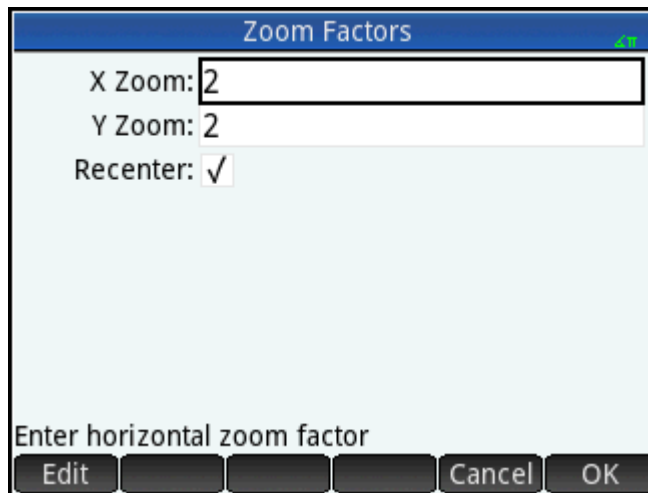 Zoom Factors
∡π
X Zoom: 2
Y Zoom: 2
Recenter: √
Enter horizontal zoom factor
Edit Cancel OK